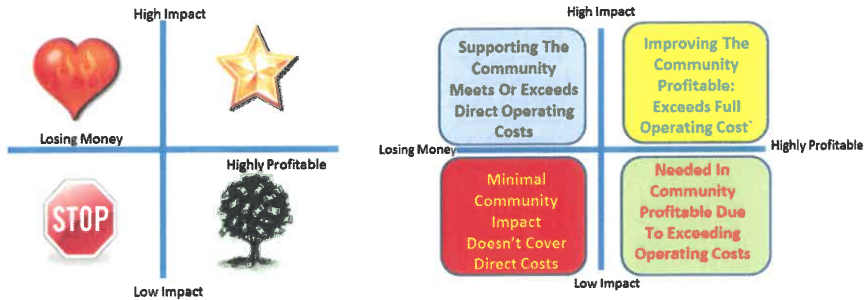 High Impact
Losing Money
Highly Profitable
STOP
Low Impact
High Impact
Supporting The
Community
Meets Or Exceeds
Direct Operating
Costs
Improving The
Community
Profitable:
Exceeds Full
Operating Cost`
Losing Money
Highly Profitable
Minimal
Community
Impact
Doesn't Cover
Direct Costs
Needed In
Community
Profitable Due
To Exceeding
Operating Costs
Low Impact